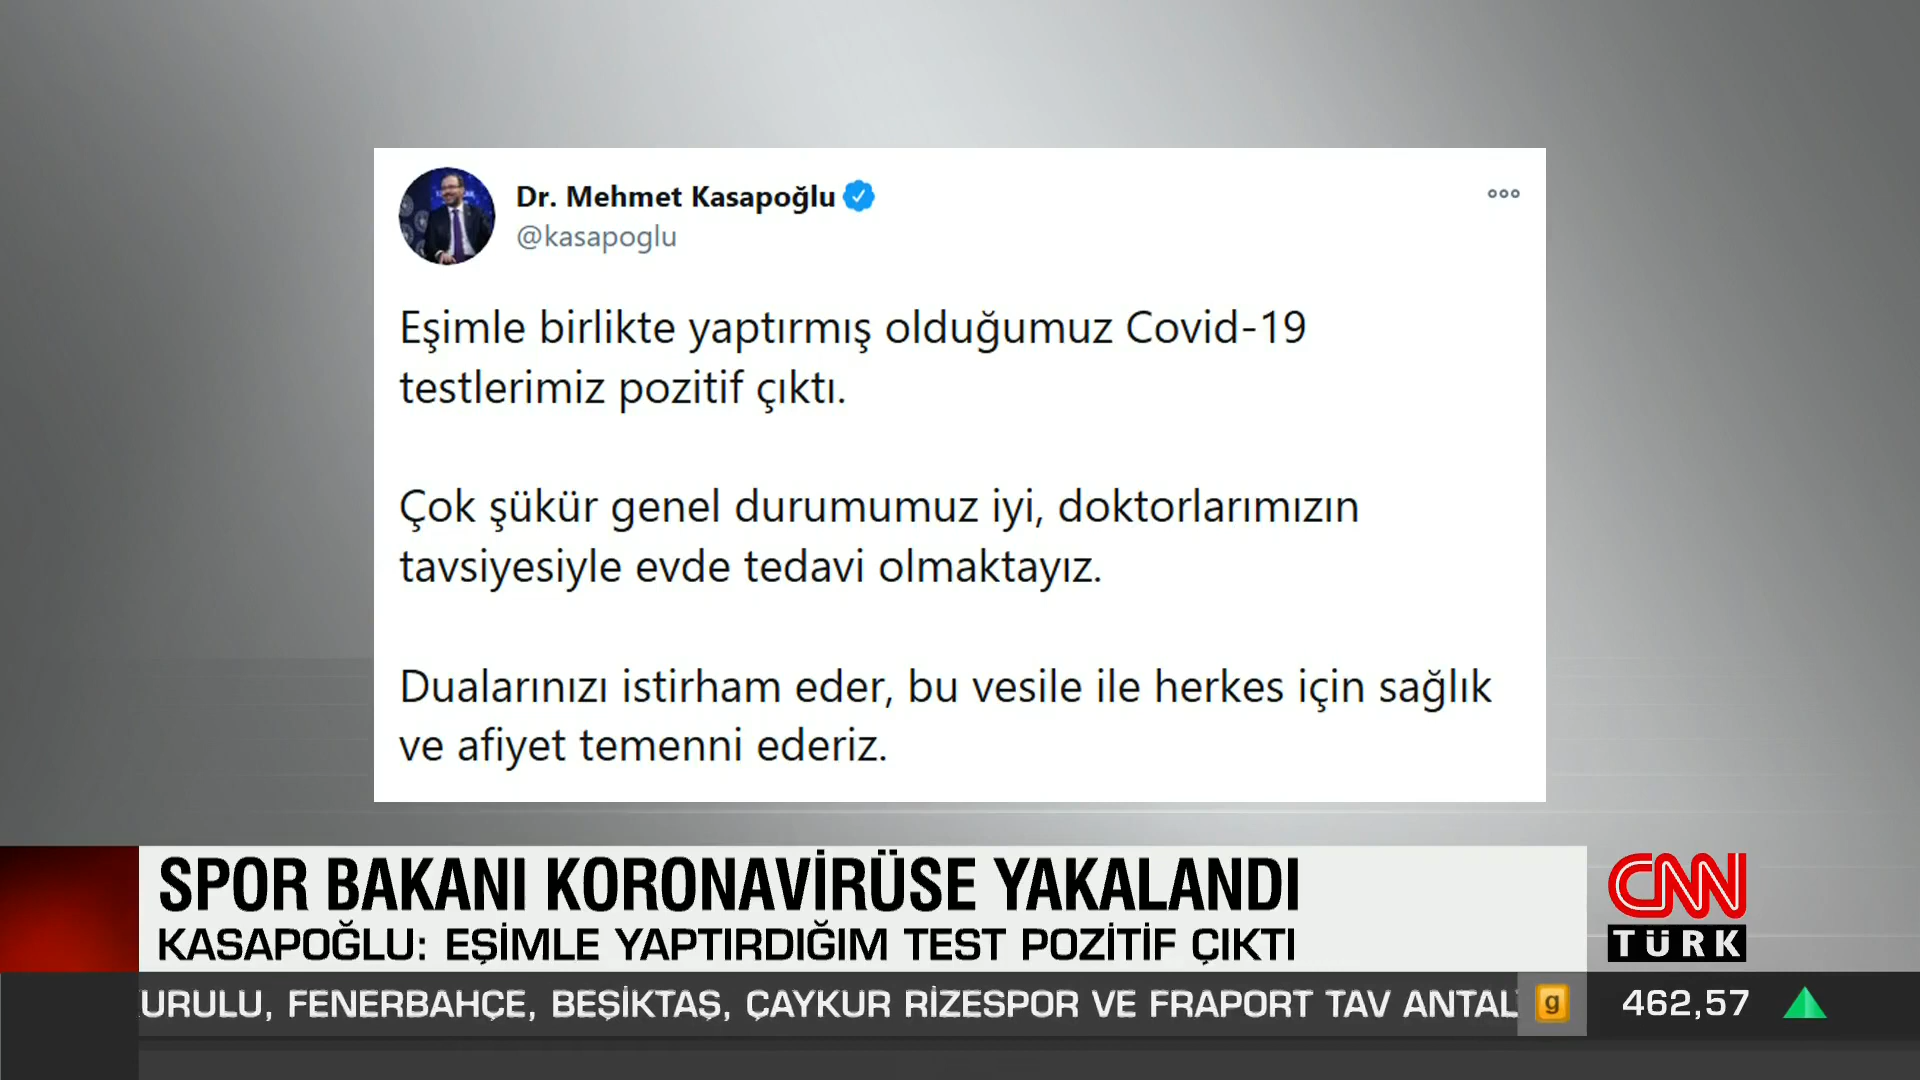 Dr. Mehmet Kasapoğlu
@kasapoglu
Eşimle birlikte yaptırmış olduğumuz Covid-19
testlerimiz pozitif çıktı.
Çok şükür genel durumumuz iyi, doktorlarımızın
tavsiyesiyle evde tedavi olmaktayız.
Dualarınızı istirham eder, bu vesile ile herkes için sağlık
ve afiyet temenni ederiz.
SPOR BAKANI KORONAVİRÜSE YAKALANDI
KASAPOĞLU: EŞİMLE YAPTIRDIĞIM TEST POZİTİF ÇIKTI
CNN
TÜRK
URULU, FENERBAHÇE, BEŞİKTAŞ, ÇAYKUR RİZESPOR VE FRAPORT TAV ANTAL
g 462,57